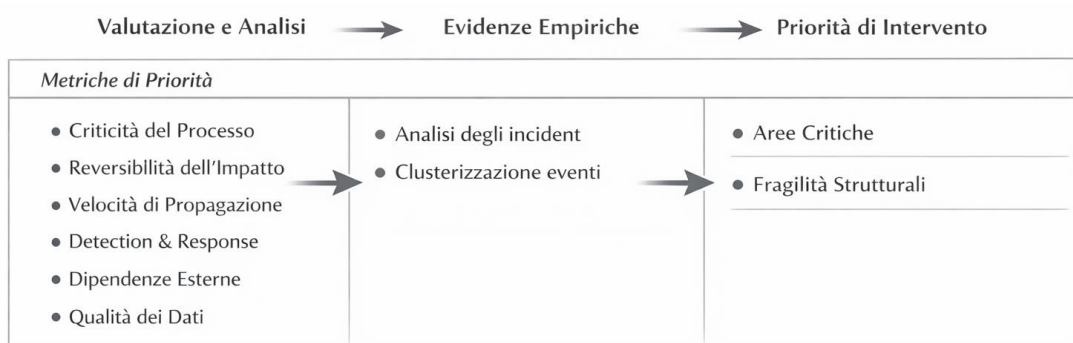 Valutazione e Analisi
Evidenze Empiriche
Priorità di Intervento
Metriche di Priorità
• Criticità del Processo
• Reversibllità dell'Impatto
• Velocità di Propagazione
• Detection & Response
• Dipendenze Esterne
• Qualità dei Dati
• Analisi degli incident
• Clusterizzazione eventi
• Aree Critiche
• Fragilità Strutturali